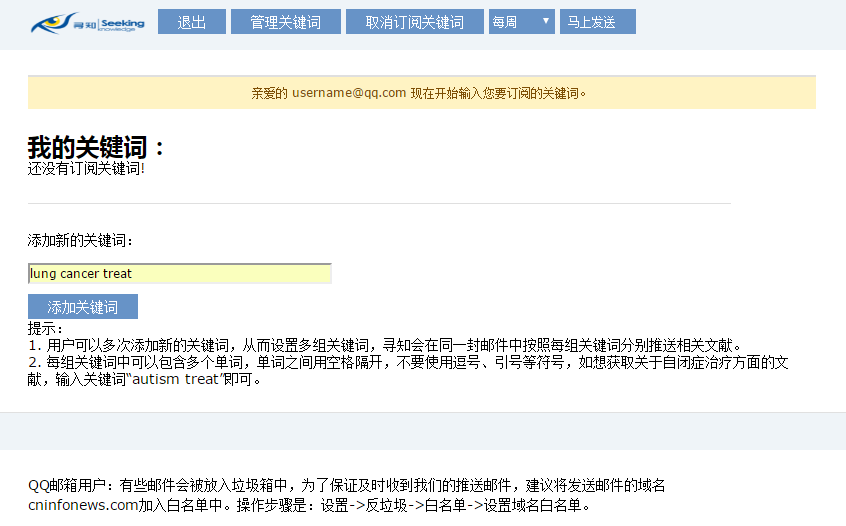 寻知 Seeking knowledge 退出 管理关键词 取消订阅关键词 每周 马上发送
亲爱的 username@qq.com 现在开始输入您要订阅的关键词。
我的关键词：
还没有订阅关键词!
添加新的关键词：
lung cancer treat
添加关键词
提示：
1. 用户可以多次添加新的关键词，从而设置多组关键词，寻知会在同一封邮件中按照每组关键词分别推送相关文献。
2. 每组关键词中可以包含多个单词，单词之间用空格隔开，不要使用逗号、引号等符号，如想获取关于自闭症治疗方面的文
献，输入关键词“autism treat”即可。
QQ邮箱用户：有些邮件会被放入垃圾箱中，为了保证及时收到我们的推送邮件，建议将发送邮件的域名
cninfonews.com加入白名单中。操作步骤是：设置->反垃圾->白名单->设置域名白名单。